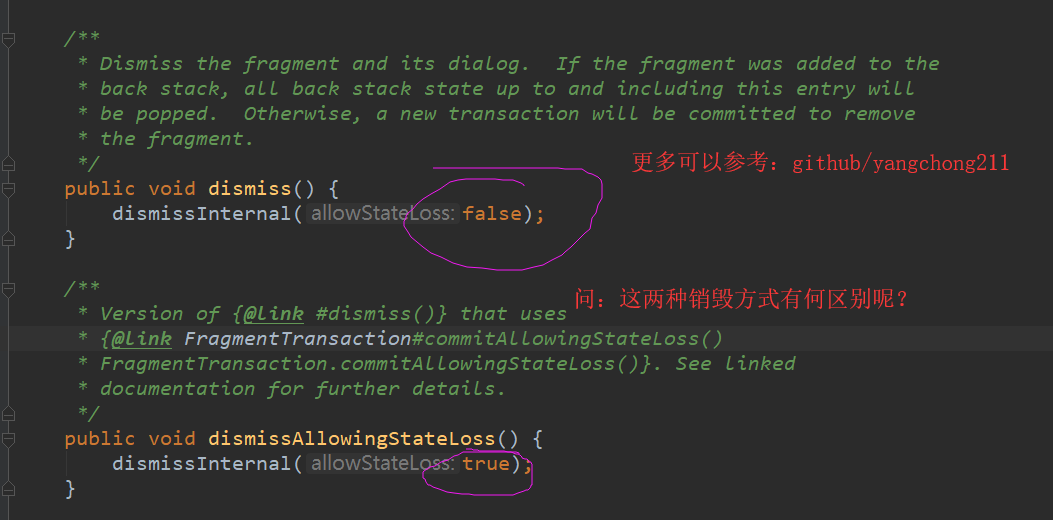 /**
* Dismiss the fragment and its dialog.  If the fragment was added to the
* back stack, all back stack state up to and including this entry will
* be popped.  Otherwise, a new transaction will be committed to remove
* the fragment.
*/
更多可以参考：github/yangchong211
public void dismiss() {
dismissInternal( allowStateLoss: false);
}
/**
问：这两种销毁方式有何区别呢？
* Version of {@link #dismiss()} that uses
* {@link FragmentTransaction#commitAllowingStateLoss()
* FragmentTransaction.commitAllowingStateLoss()}. See linked
* documentation for further details.
*/
public void dismissAllowingStateLoss() {
dismissInternal( allowStateLoss: true);
}